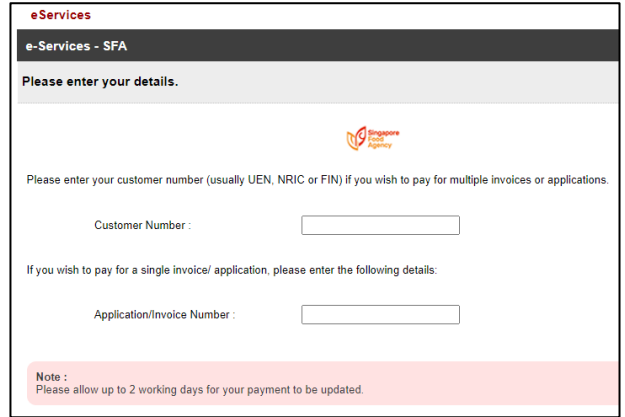 eServices
e-Services - SFA
Please enter your details.
Singapore
Food
Agency
Please enter your customer number (usually UEN, NRIC or FIN) if you wish to pay for multiple invoices or applications.
Customer Number :
If you wish to pay for a single invoice/ application, please enter the following details:
Application/Invoice Number :
Note :
Please allow up to 2 working days for your payment to be updated.